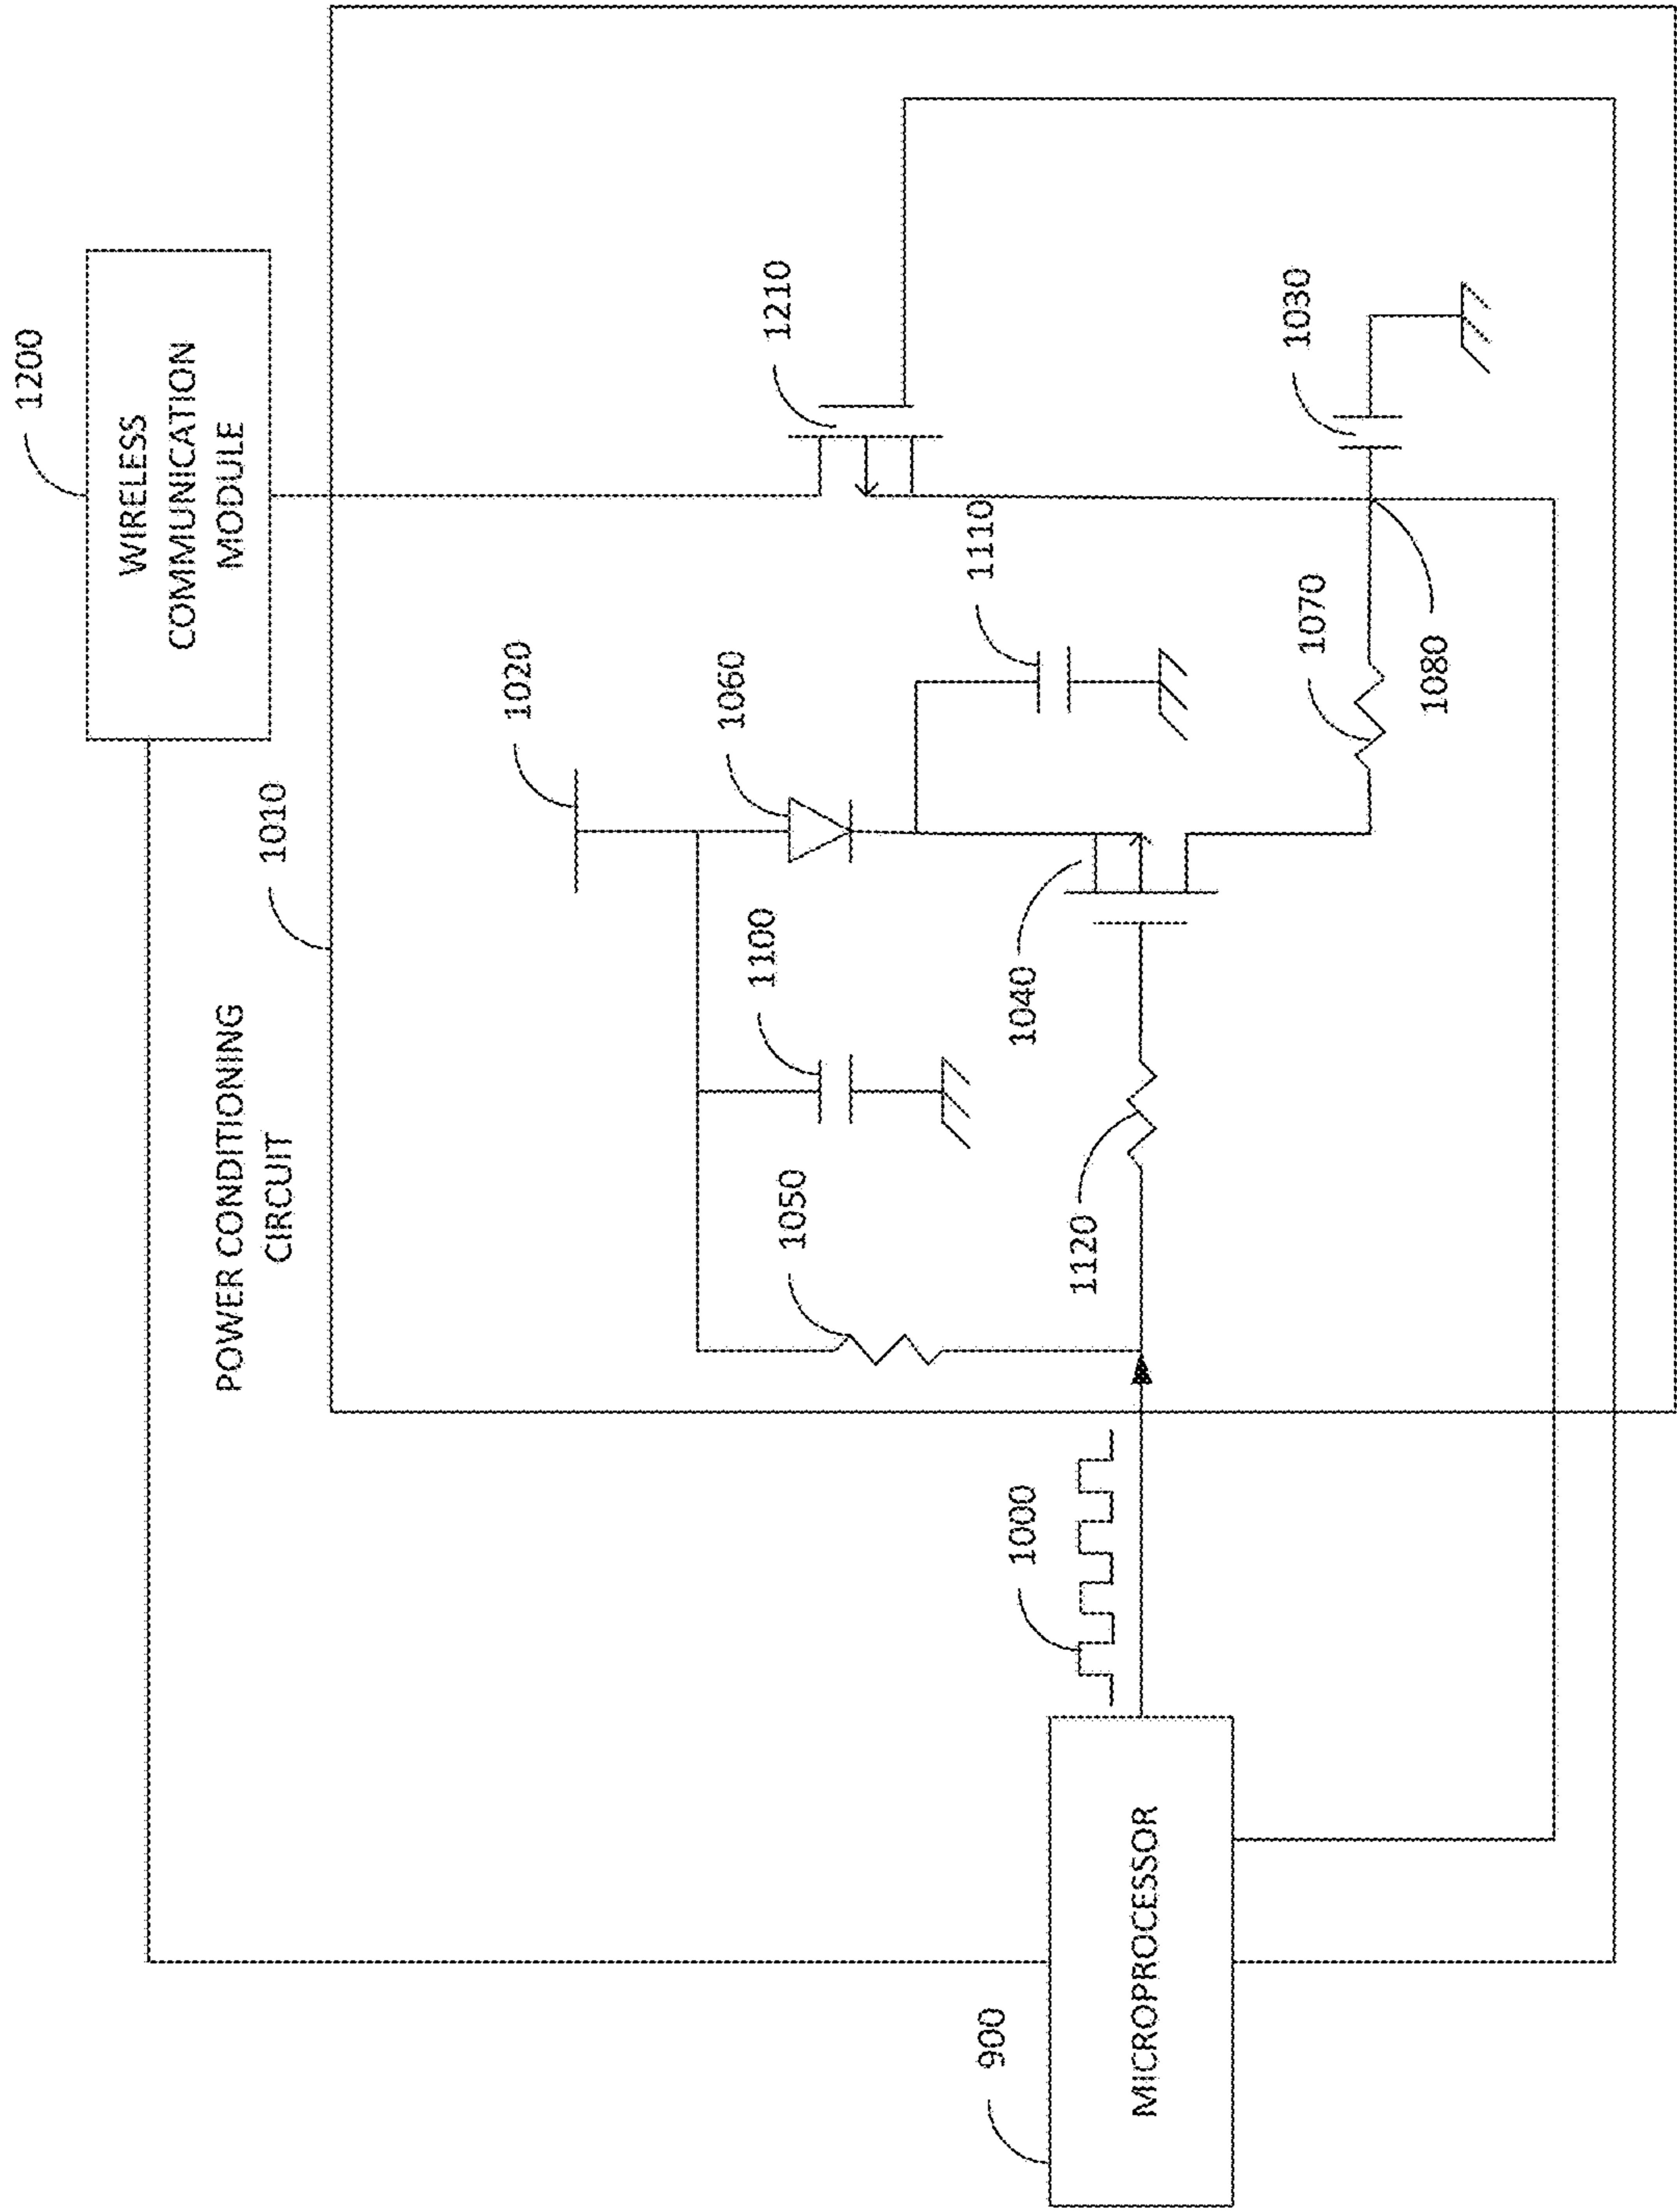 1200
WIRELESS
COMMUNICATION
MODULE
POWER CONDITIONING
CIRCUIT
1010
1020
1060
1210
1100
1050
1110
1040
1120
1030
1070
1080
1000
900
MICROPROCESSOR